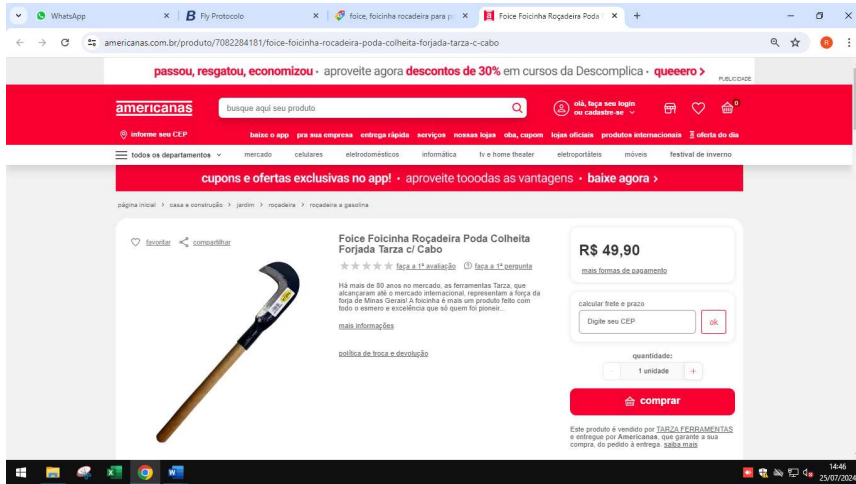 WhatsApp
Fly Protocolo
foice, foicinha rocadeira para p
Foice Foicinha Roçadeira Poda
americanas.com.br/produto/7082284181/foice-foicinha-rocadeira-poda-colheita-forjada-tarza-c-cabo
R
passou, resgatou, economizou · aproveite agora descontos de 30% em cursos da Descomplica · queeero >
PUBLICIDADE
americanas
busque aqui seu produto
olá, faça seu login
ou cadastre-se
0
informe seu CEP
baixe o app pra sua empresa entrega rápida serviços nossas lojas oba, cupom lojas oficiais produtos internacionais oferta do dia
todos os departamentos mercado celulares eletrodomésticos informática tv e home theater eletroportáteis móveis festival de inverno
cupons e ofertas exclusivas no app! · aproveite tooodas as vantagens · baixe agora >
página inicial > casa e construção > jardim > roçadeira > roçadeira a gasolina
favoritar compartilhar
Foice Foicinha Roçadeira Poda Colheita
Forjada Tarza c/ Cabo
faça a 1ª avaliação faça a 1ª pergunta
Há mais de 80 anos no mercado, as ferramentas Tarza, que
alcançaram até o mercado internacional, representam a força da
forja de Minas Gerais! A foicinha é mais um produto feito com
todo o esmero e excelência que só quem foi pioneir...
mais informações
política de troca e devolução
R$ 49,90
mais formas de pagamento
calcular frete e prazo
Digite seu CEP
ok
quantidade:
- 1 unidade +
comprar
Este produto é vendido por TARZA FERRAMENTAS
e entregue por Americanas, que garante a sua
compra, do pedido à entrega. saiba mais
14:46
25/07/2024